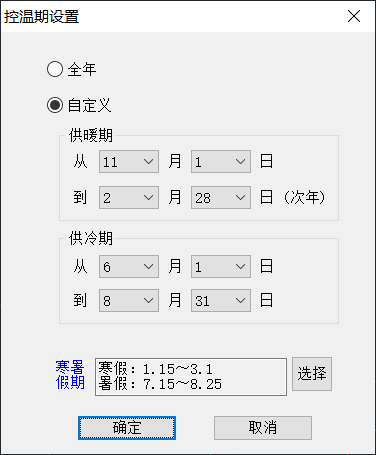 控温期设置
全年
自定义
供暖期
从 11 月 1 日
到 2 月 28 日（次年）
供冷期
从 6 月 1 日
到 8 月 31 日
寒暑
假期
寒假：1.15～3.1
暑假：7.15～8.25
选择
确定 取消